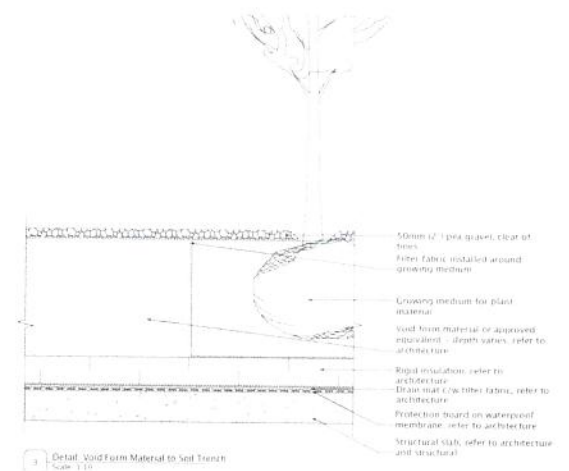 50mm (2") pea gravel, clear of
fines
Filter fabric installed around
growing medium
Growing medium for plant
material
Void form material or approved
equivalent - depth varies, refer to
architecture
Rigid insulation, refer to
architecture
Drain mat c/w filter fabric, refer to
architecture
Protection board on waterproof
membrane, refer to architecture
Structural slab, refer to architecture
and structural
3
Detail: Void Form Material to Soil Trench
Scale: 1:10